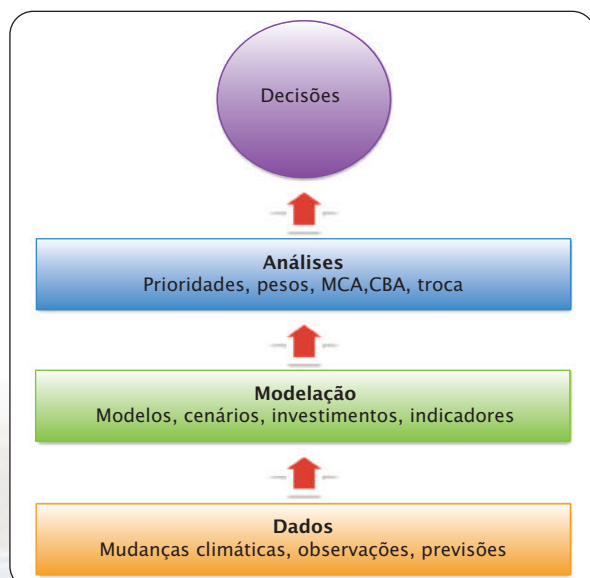 Decisões
Análises
Prioridades, pesos, MCA,CBA, troca
Modelação
Modelos, cenários, investimentos, indicadores
Dados
Mudanças climáticas, observações, previsões